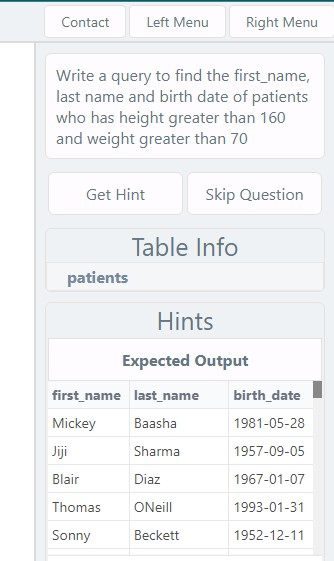 Contact Left Menu Right Menu
Write a query to find the first_name,
last name and birth date of patients
who has height greater than 160
and weight greater than 70
Get Hint Skip Question
Table Info
patients
Hints
Expected Output
first_name last_name birth_date
Mickey Baasha 1981-05-28
Jiji Sharma 1957-09-05
Blair Diaz 1967-01-07
Thomas ONeill 1993-01-31
Sonny Beckett 1952-12-11